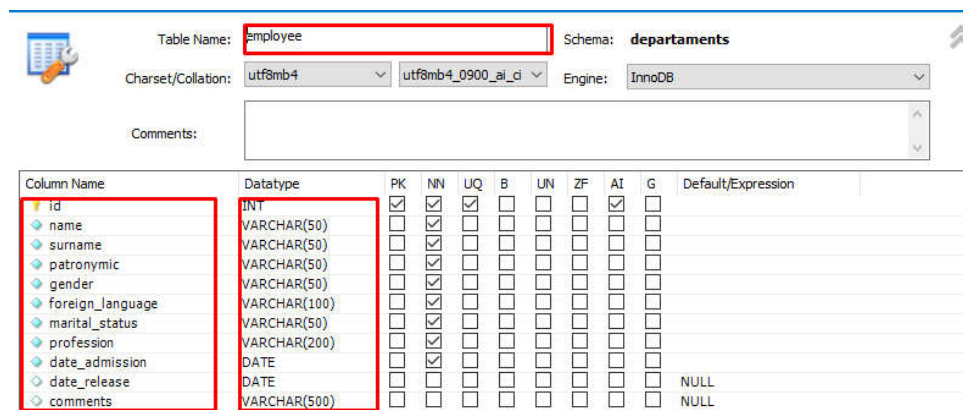 Table Name: employee Schema: departaments
Charset/Collation: utf8mb4 utf8mb4_0900_ai_ci Engine: InnoDB
Comments:
Column Name Datatype PK NN UQ B UN ZF AI G Default/Expression
id INT
name VARCHAR(50)
surname VARCHAR(50)
patronymic VARCHAR(50)
gender VARCHAR(50)
foreign_language VARCHAR(100)
marital_status VARCHAR(50)
profession VARCHAR(200)
date_admission DATE
date_release DATE NULL
comments VARCHAR(500) NULL